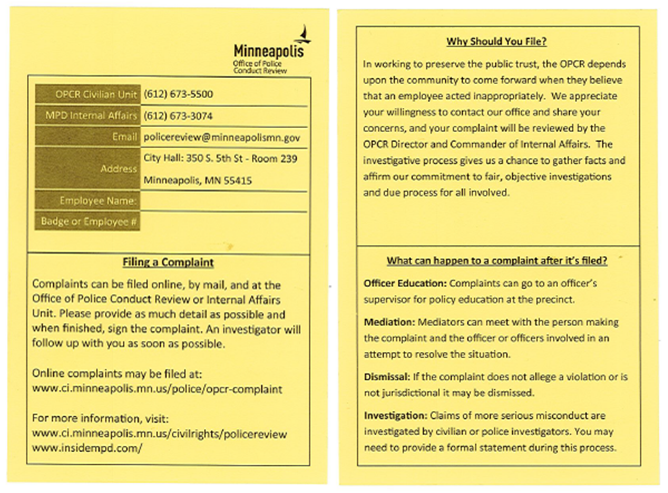 Minneapolis
Office of Police
Conduct Review
OPCR Civilian Unit (612) 673-5500
MPD Internal Affairs (612) 673-3074
Email policereview@minneapolismn.gov
Address City Hall: 350 S. 5th St - Room 239
Minneapolis, MN 55415
Employee Name:
Badge or Employee #
Filing a Complaint
Complaints can be filed online, by mail, and at the
Office of Police Conduct Review or Internal Affairs
Unit. Please provide as much detail as possible and
when finished, sign the complaint. An investigator will
follow up with you as soon as possible.
Online complaints may be filed at:
www.ci.minneapolis.mn.us/police/opcr-complaint
For more information, visit:
www.ci.minneapolis.mn.us/civilrights/policereview
www.insidempd.com/
Why Should You File?
In working to preserve the public trust, the OPCR depends
upon the community to come forward when they believe
that an employee acted inappropriately. We appreciate
your willingness to contact our office and share your
concerns, and your complaint will be reviewed by the
OPCR Director and Commander of Internal Affairs. The
investigative process gives us a chance to gather facts and
affirm our commitment to fair, objective investigations
and due process for all involved.
What can happen to a complaint after it's filed?
Officer Education: Complaints can go to an officer's
supervisor for policy education at the precinct.
Mediation: Mediators can meet with the person making
the complaint and the officer or officers involved in an
attempt to resolve the situation.
Dismissal: If the complaint does not allege a violation or is
not jurisdictional it may be dismissed.
Investigation: Claims of more serious misconduct are
investigated by civilian or police investigators. You may
need to provide a formal statement during this process.